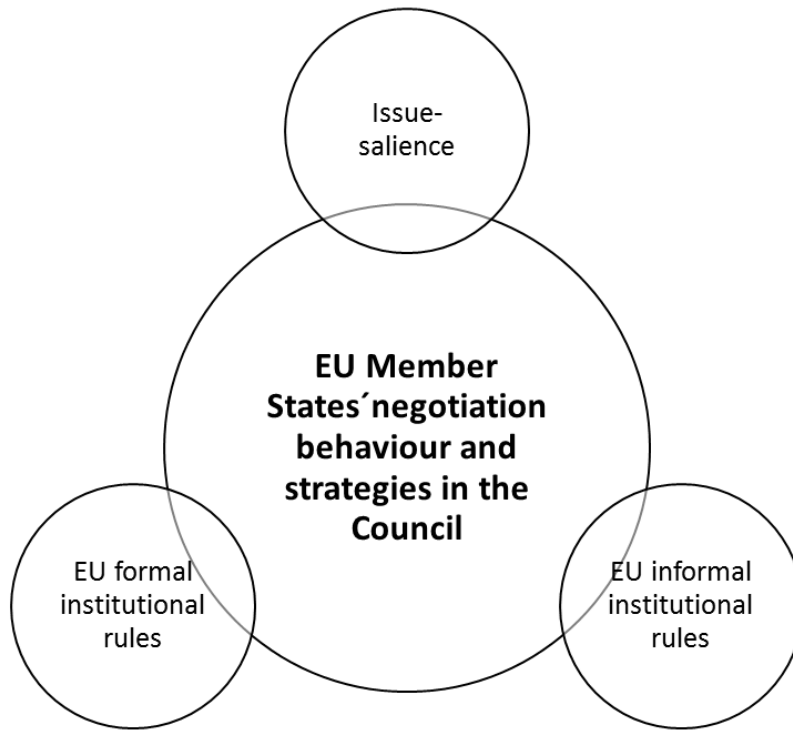 Issue-
salience
EU Member
States´negotiation
behaviour and
strategies in the
Council
EU formal
institutional
rules
EU informal
institutional
rules